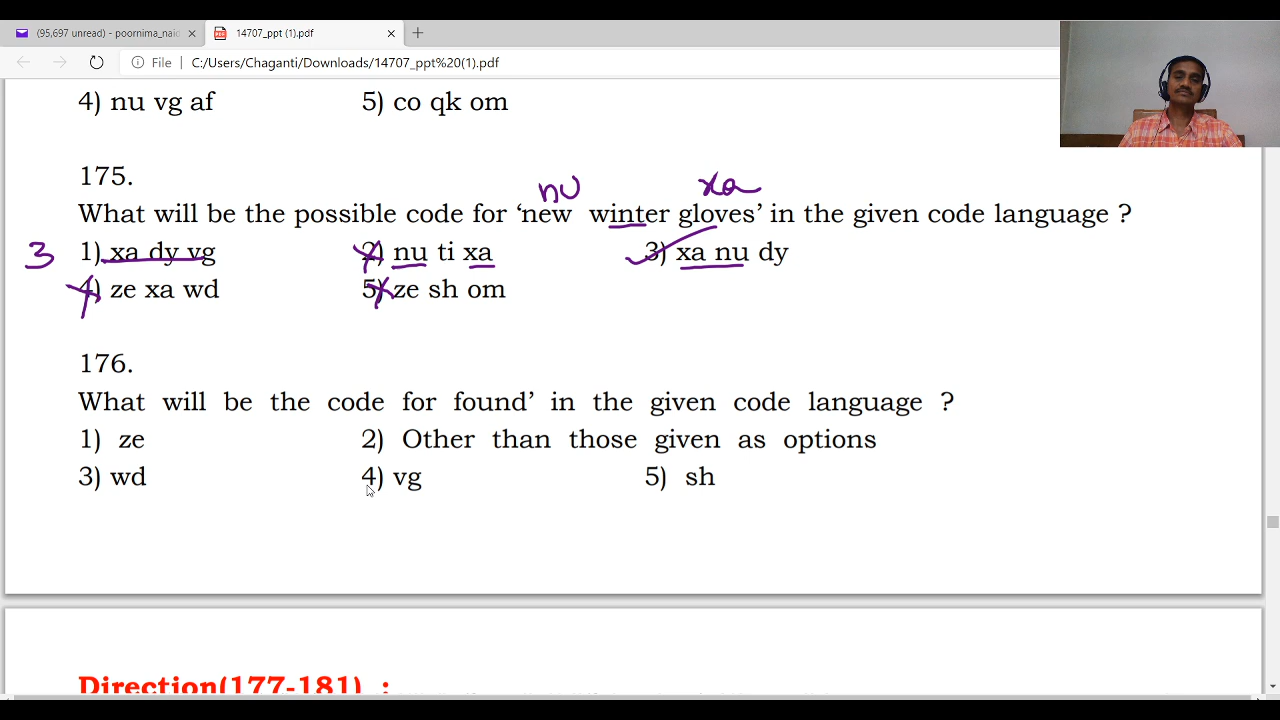 (95,697 unread) - poornima_naid
14707_ppt (1).pdf
File
C:/Users/Chaganti/Downloads/14707_ppt%20(1).pdf
4) nu vg af 5) co qk om
175.
nu xa
What will be the possible code for ‘new winter gloves’ in the given code language ?
3 1) xa dy vg 2) nu ti xa 3) xa nu dy
4) ze xa wd 5) ze sh om
176.
What will be the code for found’ in the given code language ?
1) ze 2) Other than those given as options
3) wd 4) vg 5) sh
Direction(177-181) :